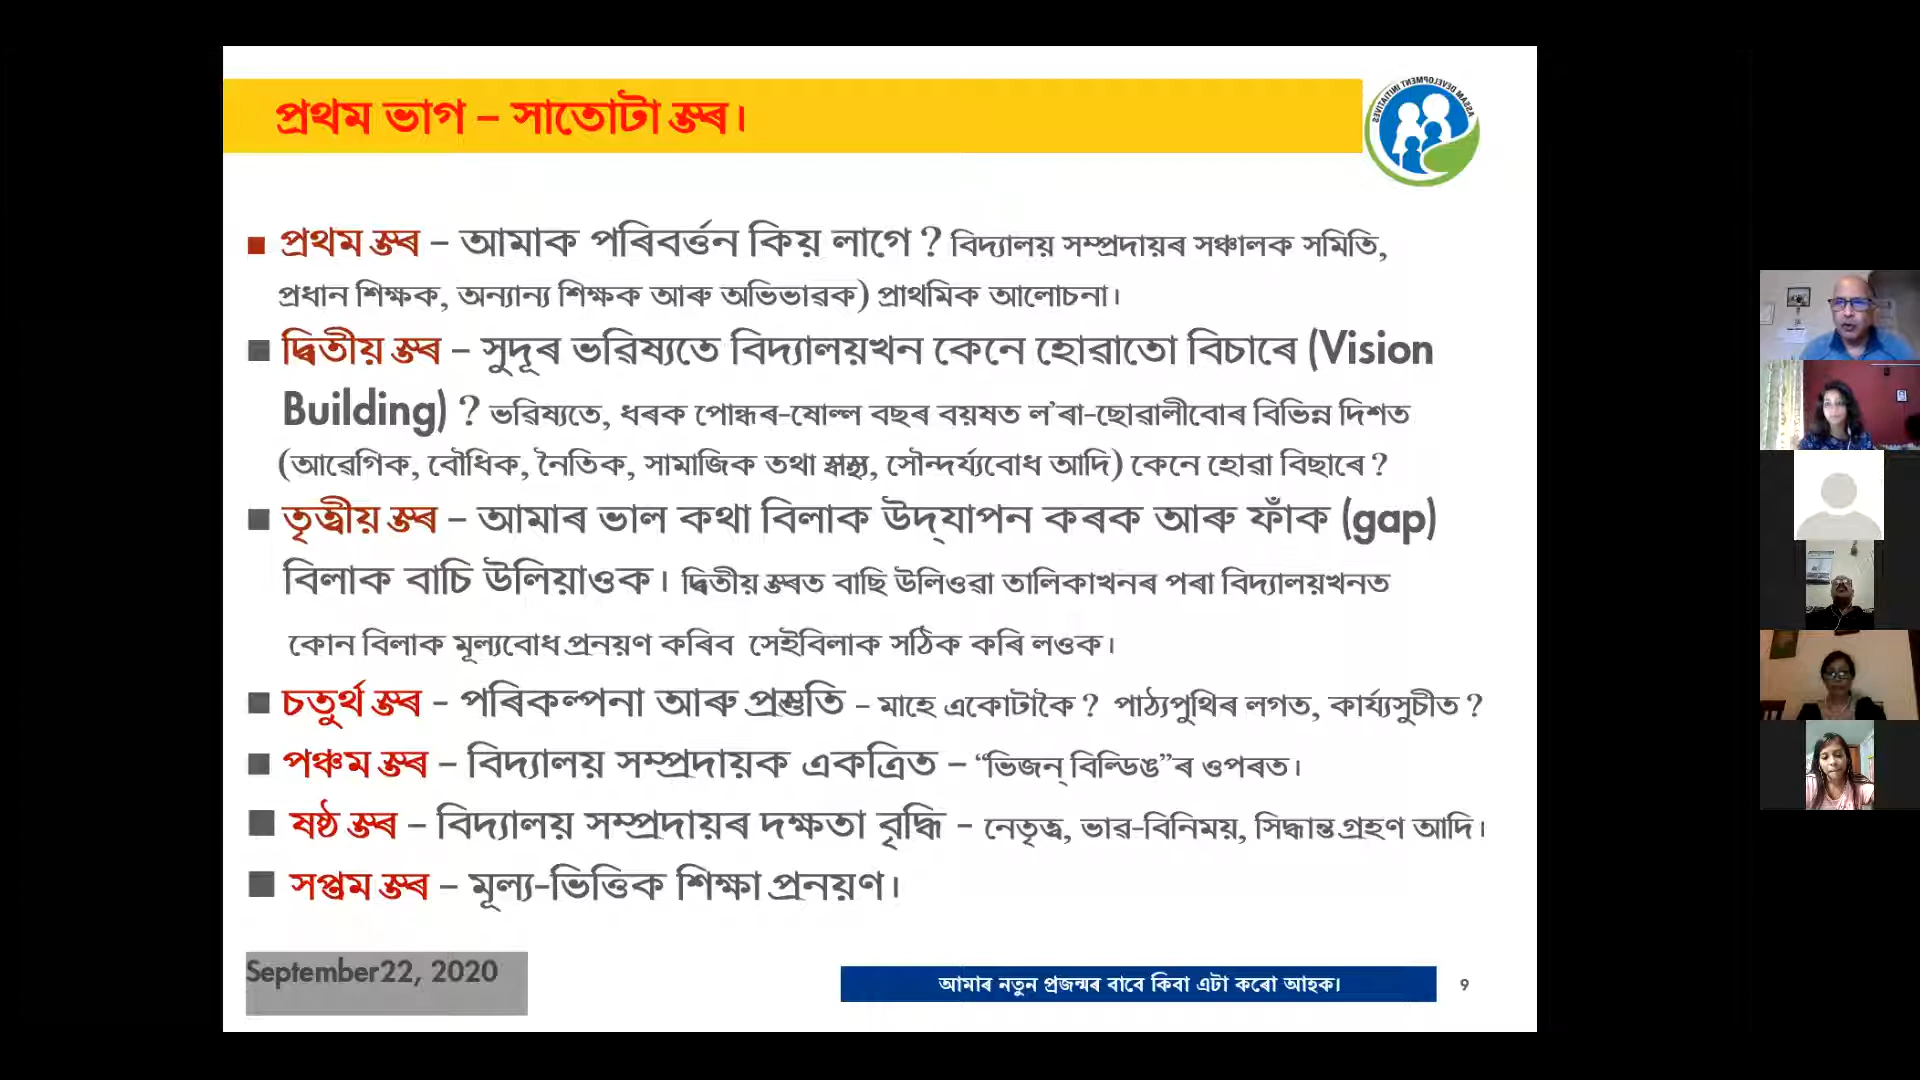 প্ৰথম ভাগ – সাতোটা স্তৰ।
ASSAM DEVELOPMENT INITIATIVES
প্ৰথম স্তৰ – আমাক পৰিবৰ্ত্তন কিয় লাগে ? বিদ্যালয় সম্প্ৰদায়ৰ সঞ্চালক সমিতি,
প্ৰধান শিক্ষক, অন্যান্য শিক্ষক আৰু অভিভাৱক) প্ৰাথমিক আলোচনা।
দ্বিতীয় স্তৰ – সুদূৰ ভৱিষ্যতে বিদ্যালয়খন কেনে হোৱাতো বিচাৰে (Vision
Building) ? ভৱিষ্যতে, ধৰক পোন্ধৰ-ষোল্ল বছৰ বয়ষত ল’ৰা-ছোৱালীবোৰ বিভিন্ন দিশত
(আৱেগিক, বৌধিক, নৈতিক, সামাজিক তথা স্বাস্থ্য, সৌন্দৰ্য্যবোধ আদি) কেনে হোৱা বিছাৰে ?
তৃত্বীয় স্তৰ – আমাৰ ভাল কথা বিলাক উদ্‌যাপন কৰক আৰু ফাঁক (gap)
বিলাক বাচি উলিয়াওক। দ্বিতীয় স্তৰত বাছি উলিওৱা তালিকাখনৰ পৰা বিদ্যালয়খনত
কোন বিলাক মূল্যবোধ প্ৰনয়ণ কৰিব সেইবিলাক সঠিক কৰি লওক।
চতুৰ্থ স্তৰ – পৰিকল্পনা আৰু প্ৰস্তুতি – মাহে একোটাকৈ ? পাঠ্যপুথিৰ লগত, কাৰ্য্যসুচীত ?
পঞ্চম স্তৰ – বিদ্যালয় সম্প্ৰদায়ক একত্ৰিত – “ভিজন্ বিল্ডিঙ”ৰ ওপৰত।
ষষ্ঠ স্তৰ – বিদ্যালয় সম্প্ৰদায়ৰ দক্ষতা বৃদ্ধি – নেতৃত্ব, ভাৱ-বিনিময়, সিদ্ধান্ত গ্ৰহণ আদি।
সপ্তম স্তৰ – মূল্য-ভিত্তিক শিক্ষা প্ৰনয়ণ।
September22, 2020
আমাৰ নতুন প্ৰজন্মৰ বাবে কিবা এটা কৰো আহক।
9